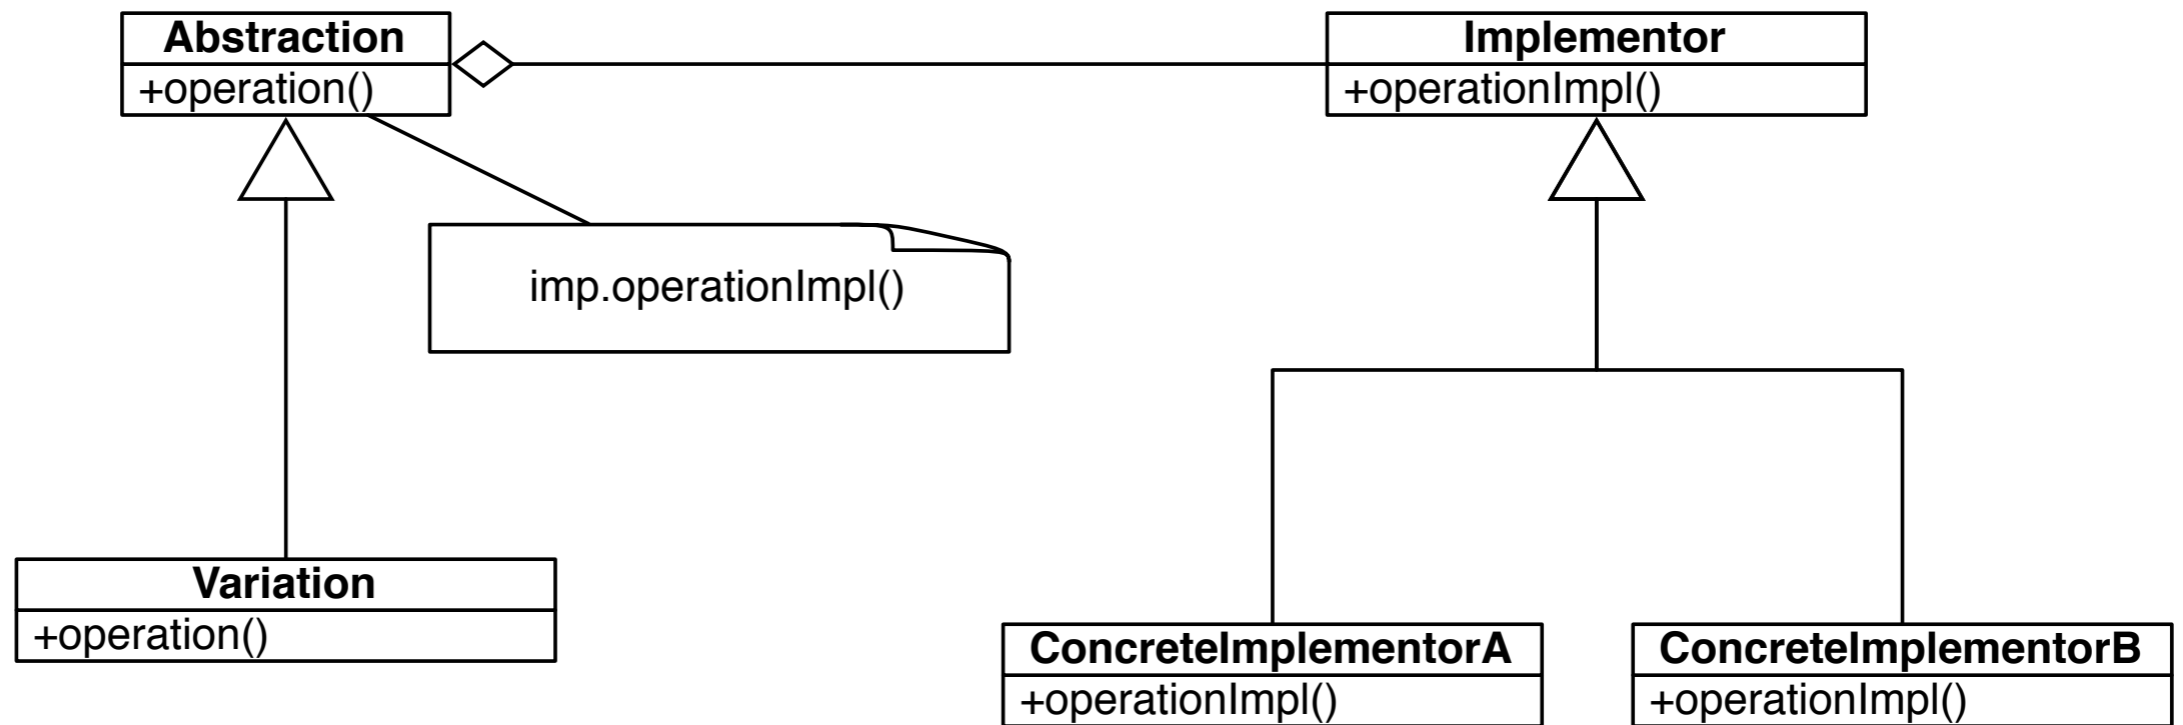 Abstraction
+operation()
Implementor
+operationImpl()
imp.operationImpl()
Variation
+operation()
ConcreteImplementorA
+operationImpl()
ConcreteImplementorB
+operationImpl()